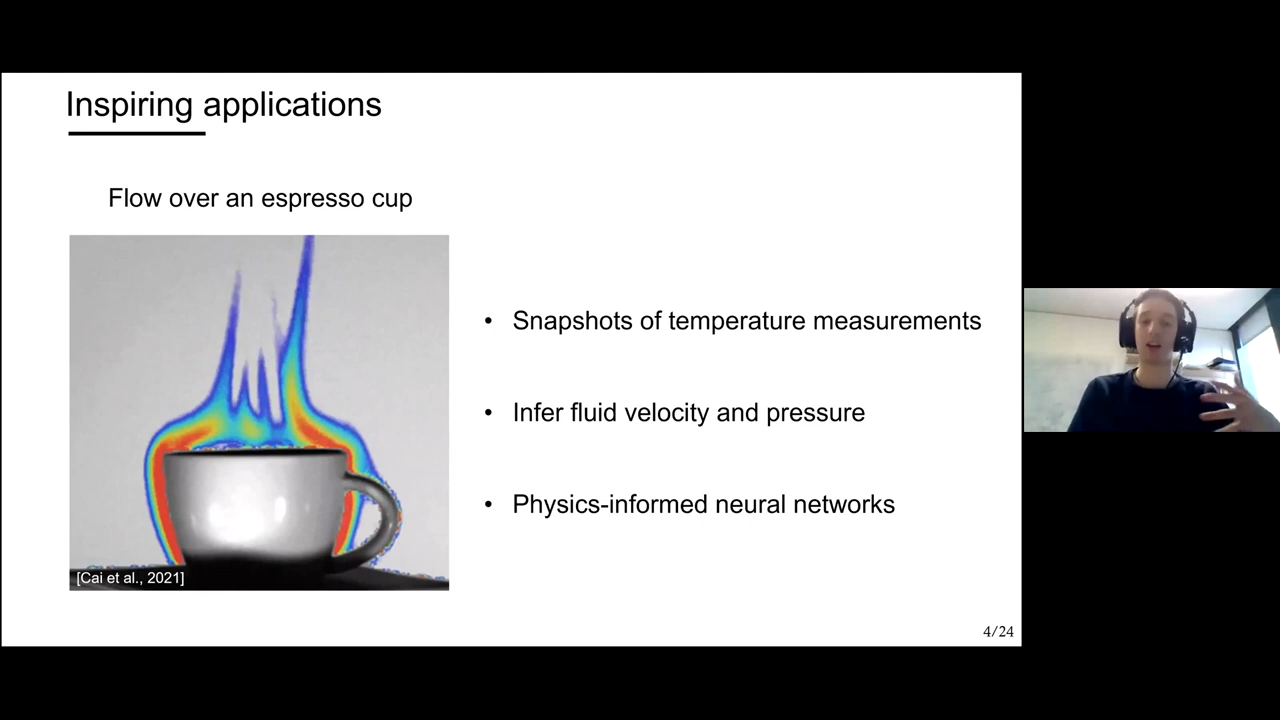 Inspiring applications
Flow over an espresso cup
• Snapshots of temperature measurements
• Infer fluid velocity and pressure
• Physics-informed neural networks
[Cai et al., 2021]
4/24